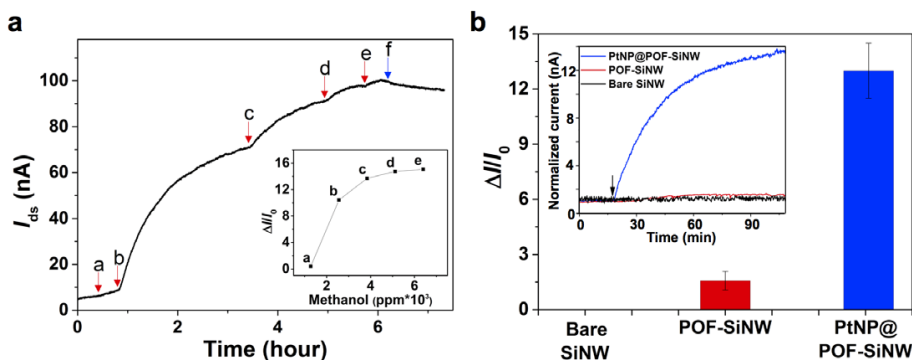 a
I_ds (nA)
120
100
80
60
40
20
0
a
b
c
d
e
f
0
2
4
6
Time (hour)
ΔI/I_0
16
12
8
4
0
a
b
c
d
e
2
4
6
Methanol (ppm*10³)
b
ΔI/I_0
15
12
9
6
3
0
Bare
SiNW
POF-SiNW
PtNP@
POF-SiNW
Normalized current (nA)
12
8
4
0
PtNP@POF-SiNW
POF-SiNW
Bare SiNW
0
30
60
90
Time (min)